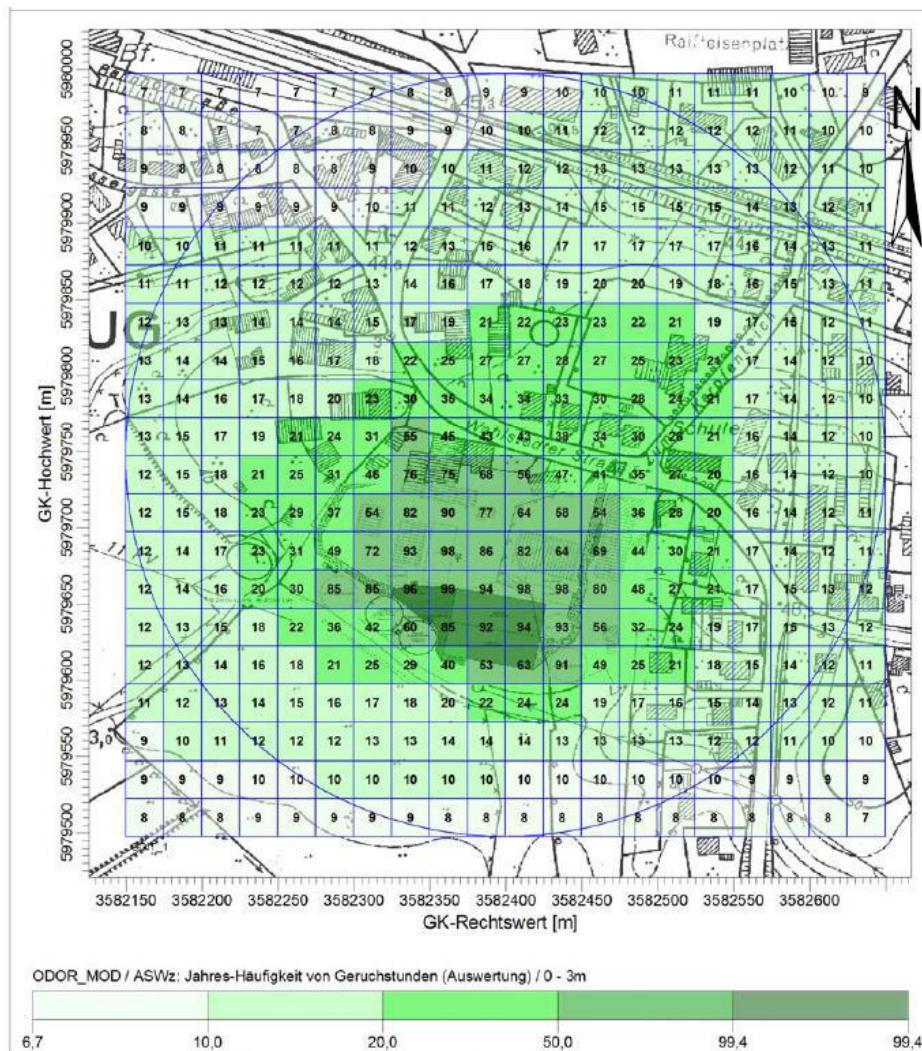 Bf
Raiffeisenplatz
N
5980000
7 7 7 7 7 7 7 8 8 9 9 10 10 10 11 11 11 10 10 9
5979950
8 8 7 7 7 8 8 9 9 10 10 11 12 12 12 12 12 11 10 10
9 8 8 8 8 8 9 10 10 11 12 12 13 13 13 13 13 12 11 10
5979900
9 9 9 9 9 9 10 11 11 12 13 14 15 15 15 15 14 13 12 11
10 10 11 11 11 11 11 12 13 15 16 17 17 17 17 17 16 14 13 11
5979850
11 11 12 12 12 12 13 14 16 17 18 19 20 20 19 18 16 15 13 11
UG
12 13 13 14 14 14 15 17 19 21 22 23 23 22 21 19 17 15 12 11
5979800
13 14 14 15 16 17 18 22 25 27 27 28 27 25 23 21 17 14 12 10
13 14 16 17 18 20 23 30 35 34 34 33 30 28 24 21 17 14 12 10
5979750
13 15 17 19 21 24 31 55 45 43 43 38 34 30 26 21 16 14 12 10
Wahlstedter Straße
Schule
12 15 18 21 25 31 46 76 75 68 56 47 41 35 27 20 16 14 12 10
5979700
12 15 18 23 29 37 54 82 90 77 64 58 54 36 28 20 16 14 12 10
12 14 17 23 31 49 72 93 98 86 82 64 69 44 30 21 17 14 12 11
5979650
12 14 16 20 30 85 85 96 99 94 98 98 80 48 27 21 17 15 13 12
12 13 15 18 22 36 42 60 85 92 94 93 56 32 24 19 17 15 13 12
5979600
12 13 14 16 18 21 25 29 40 53 63 91 49 25 21 18 15 14 12 11
11 12 13 14 15 16 17 18 20 22 24 24 19 17 16 15 14 13 12 11
3,0
5979550
9 10 11 12 12 12 13 13 14 14 14 13 13 13 13 12 12 11 10 10
9 9 9 10 10 10 10 10 10 10 10 10 10 10 10 10 9 9 9 9
5979500
8 8 8 9 9 9 9 9 8 8 8 8 8 8 8 8 8 8 8 7
GK-Hochwert [m]
3582150 3582200 3582250 3582300 3582350 3582400 3582450 3582500 3582550 3582600
GK-Rechtswert [m]
ODOR_MOD / ASWz: Jahres-Häufigkeit von Geruchstunden (Auswertung) / 0 - 3m
6,7 10,0 20,0 50,0 99,4 99,4